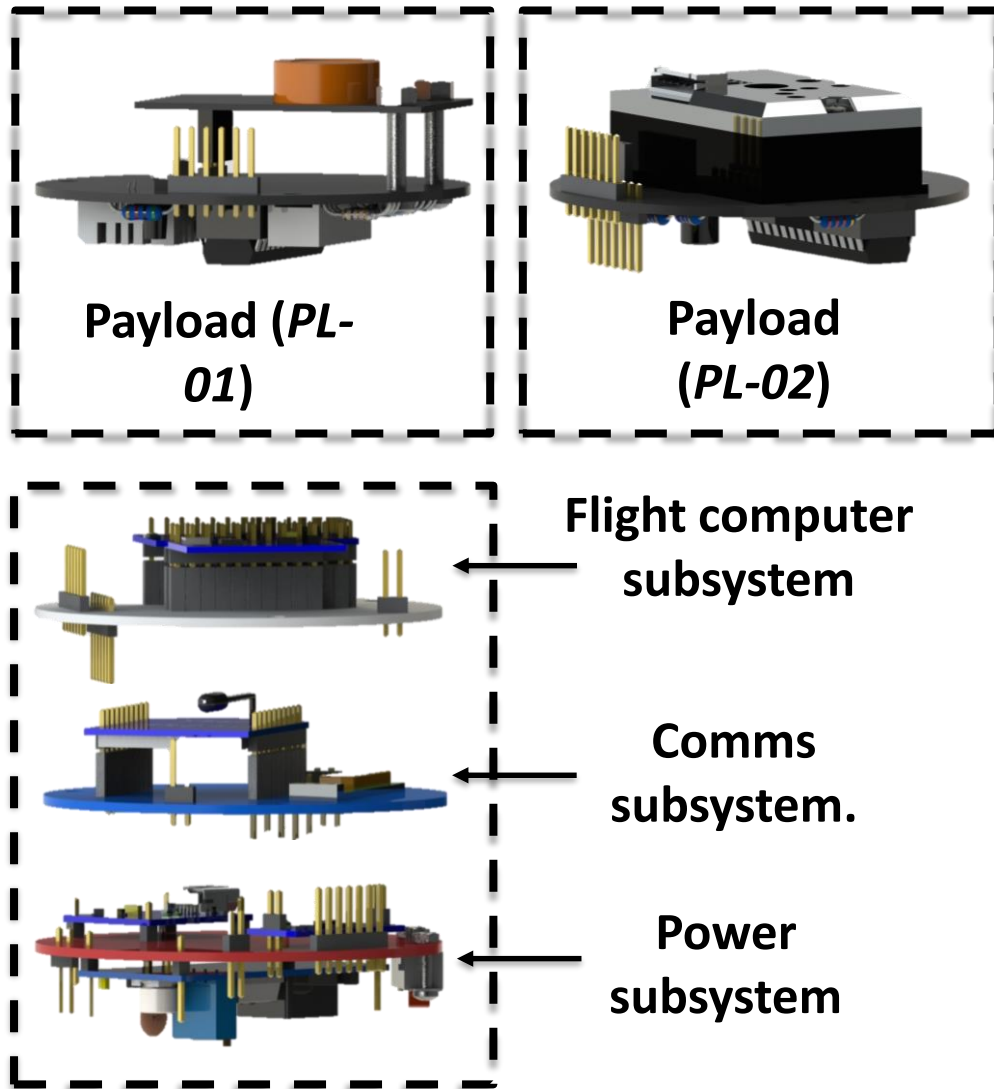 Payload (PL-
01)
Payload
(PL-02)
Flight computer
subsystem
Comms
subsystem.
Power
subsystem